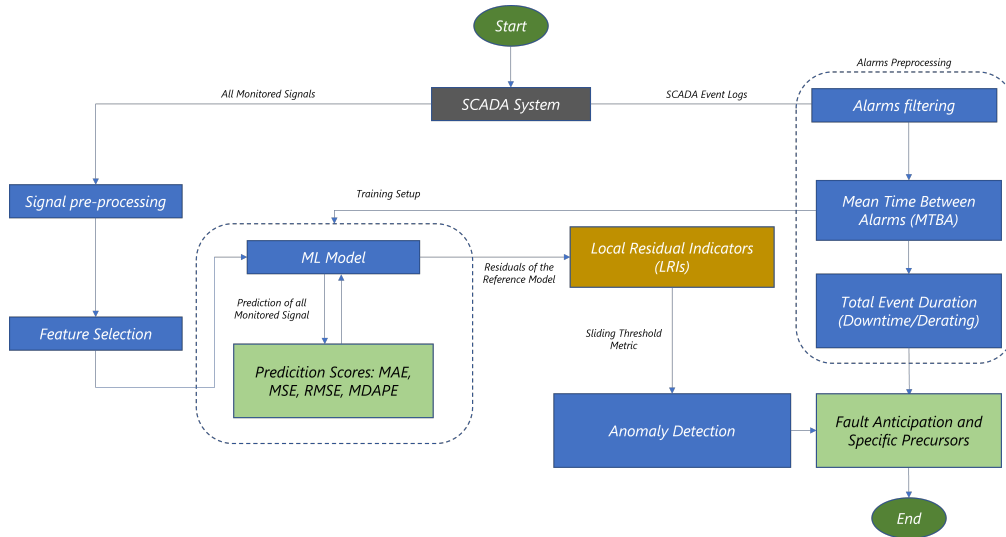 Start
Alarms Preprocessing
All Monitored Signals
SCADA System
SCADA Event Logs
Alarms filtering
Signal pre-processing
Training Setup
Mean Time Between
Alarms (MTBA)
ML Model
Residuals of the
Reference Model
Local Residual Indicators
(LRIs)
Prediction of all
Monitored Signal
Total Event Duration
(Downtime/Derating)
Feature Selection
Sliding Threshold
Metric
Predicition Scores: MAE,
MSE, RMSE, MDAPE
Anomaly Detection
Fault Anticipation and
Specific Precursors
End